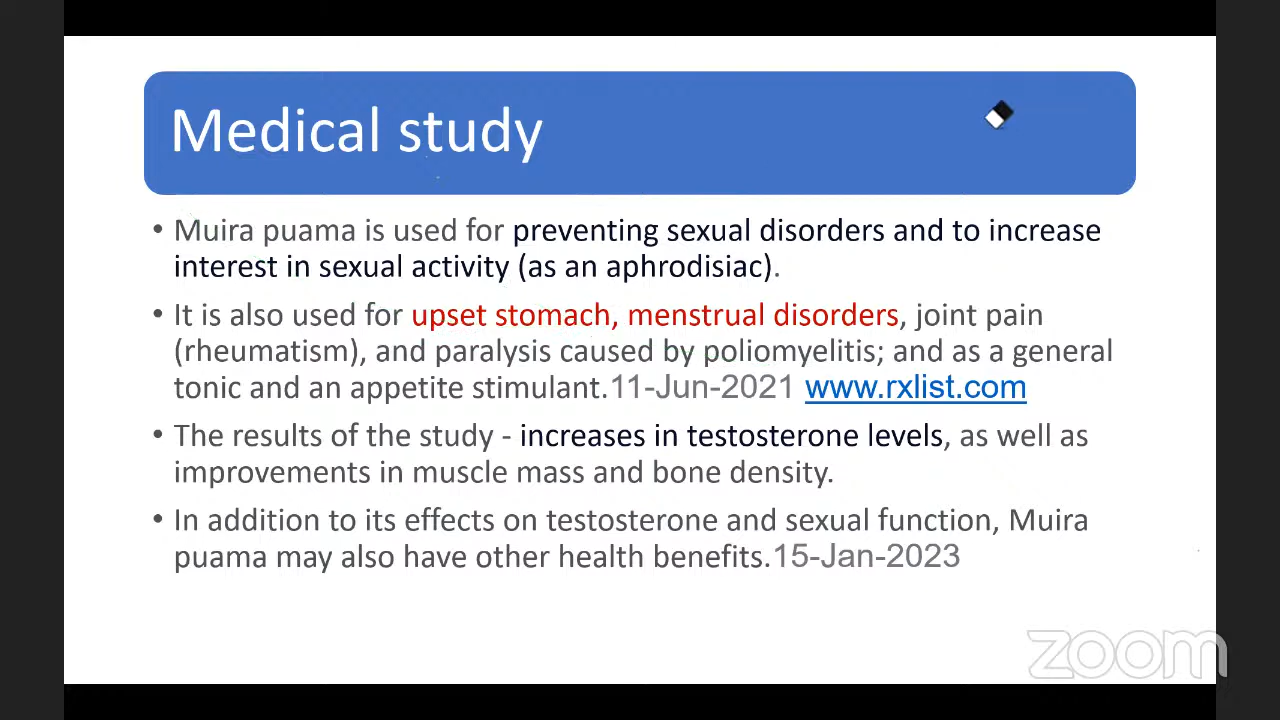 Medical study
• Muira puama is used for preventing sexual disorders and to increase
interest in sexual activity (as an aphrodisiac).
• It is also used for upset stomach, menstrual disorders, joint pain
(rheumatism), and paralysis caused by poliomyelitis; and as a general
tonic and an appetite stimulant.11-Jun-2021 www.rxlist.com
• The results of the study - increases in testosterone levels, as well as
improvements in muscle mass and bone density.
• In addition to its effects on testosterone and sexual function, Muira
puama may also have other health benefits.15-Jan-2023
zoom